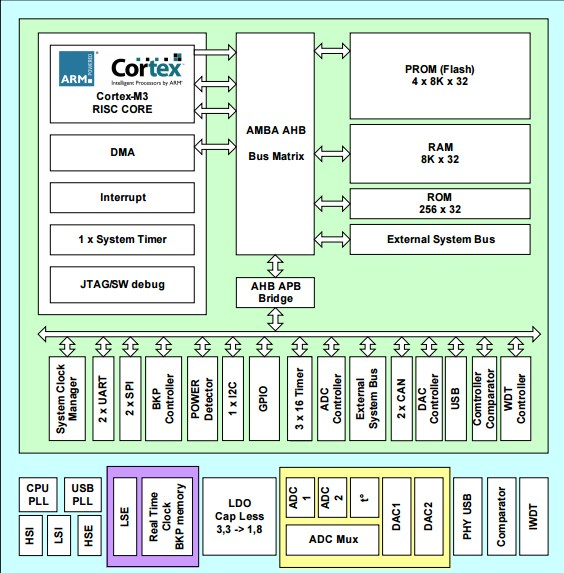 ARM POWERED
Cortex
Intelligent Processors by ARM®
Cortex-M3
RISC CORE
DMA
Interrupt
1 x System Timer
JTAG/SW debug
AMBA AHB
Bus Matrix
PROM (Flash)
4 x 8K x 32
RAM
8K x 32
ROM
256 x 32
External System Bus
AHB APB
Bridge
System Clock
Manager
2 x UART
2 x SPI
BKP
Controller
POWER
Detector
1 x I2C
GPIO
3 x 16 Timer
ADC
Controller
External
System Bus
2 x CAN
DAC
Controller
USB
Comtroller
Comparator
WDT
Controller
CPU
PLL
USB
PLL
HSI
LSI
HSE
LSE
Real Time
Clock
BKP memory
LDO
Cap Less
3,3 -> 1,8
ADC
1
ADC
2
t°
ADC Mux
DAC1
DAC2
PHY USB
Comparator
IWDT